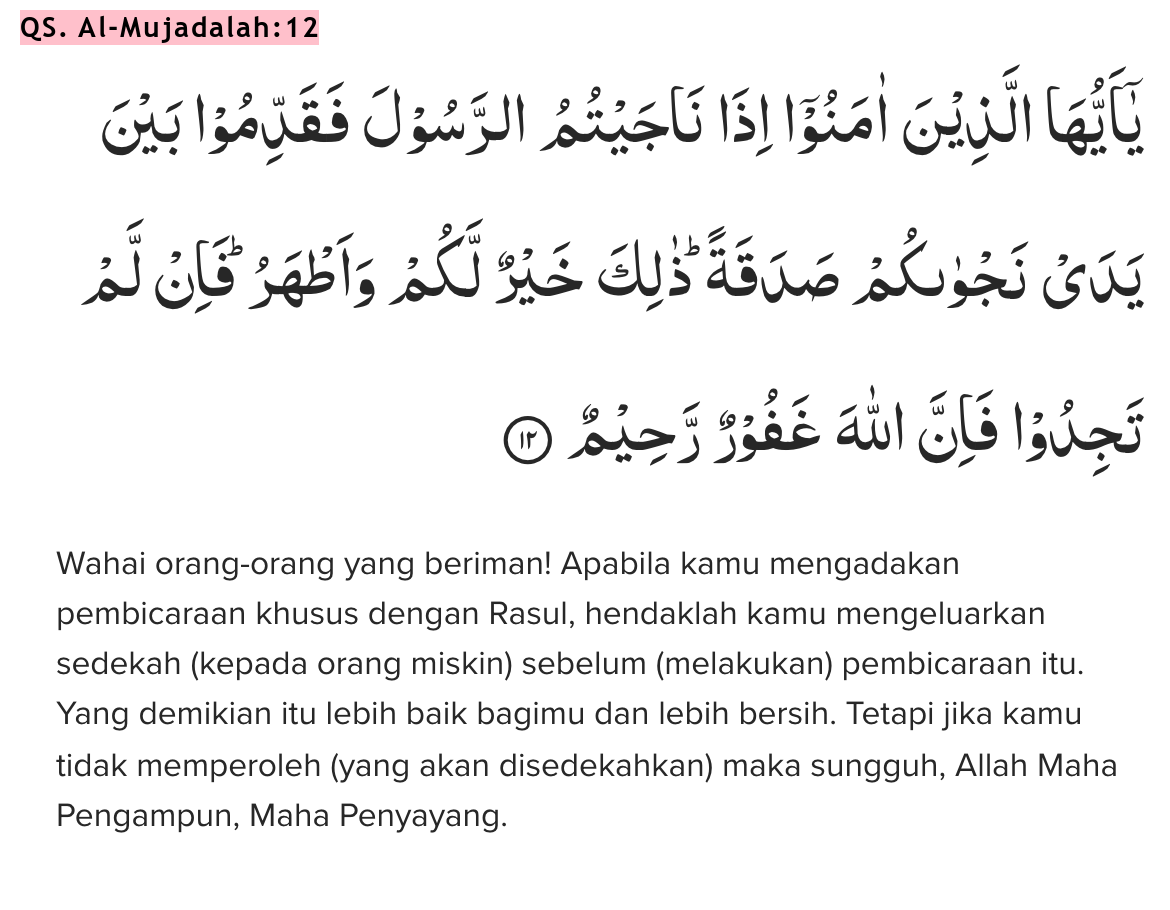 QS. Al-Mujadalah:12
يٰٓاَيُّهَا الَّذِيْنَ اٰمَنُوْٓا اِذَا نَاجَيْتُمُ الرَّسُوْلَ فَقَدِّمُوْا بَيْنَ
يَدَيْ نَجْوٰىكُمْ صَدَقَةً ۗذٰلِكَ خَيْرٌ لَّكُمْ وَاَطْهَرُ ۗفَاِنْ لَّمْ
تَجِدُوْا فَاِنَّ اللّٰهَ غَفُوْرٌ رَّحِيْمٌ ١٢
Wahai orang-orang yang beriman! Apabila kamu mengadakan
pembicaraan khusus dengan Rasul, hendaklah kamu mengeluarkan
sedekah (kepada orang miskin) sebelum (melakukan) pembicaraan itu.
Yang demikian itu lebih baik bagimu dan lebih bersih. Tetapi jika kamu
tidak memperoleh (yang akan disedekahkan) maka sungguh, Allah Maha
Pengampun, Maha Penyayang.